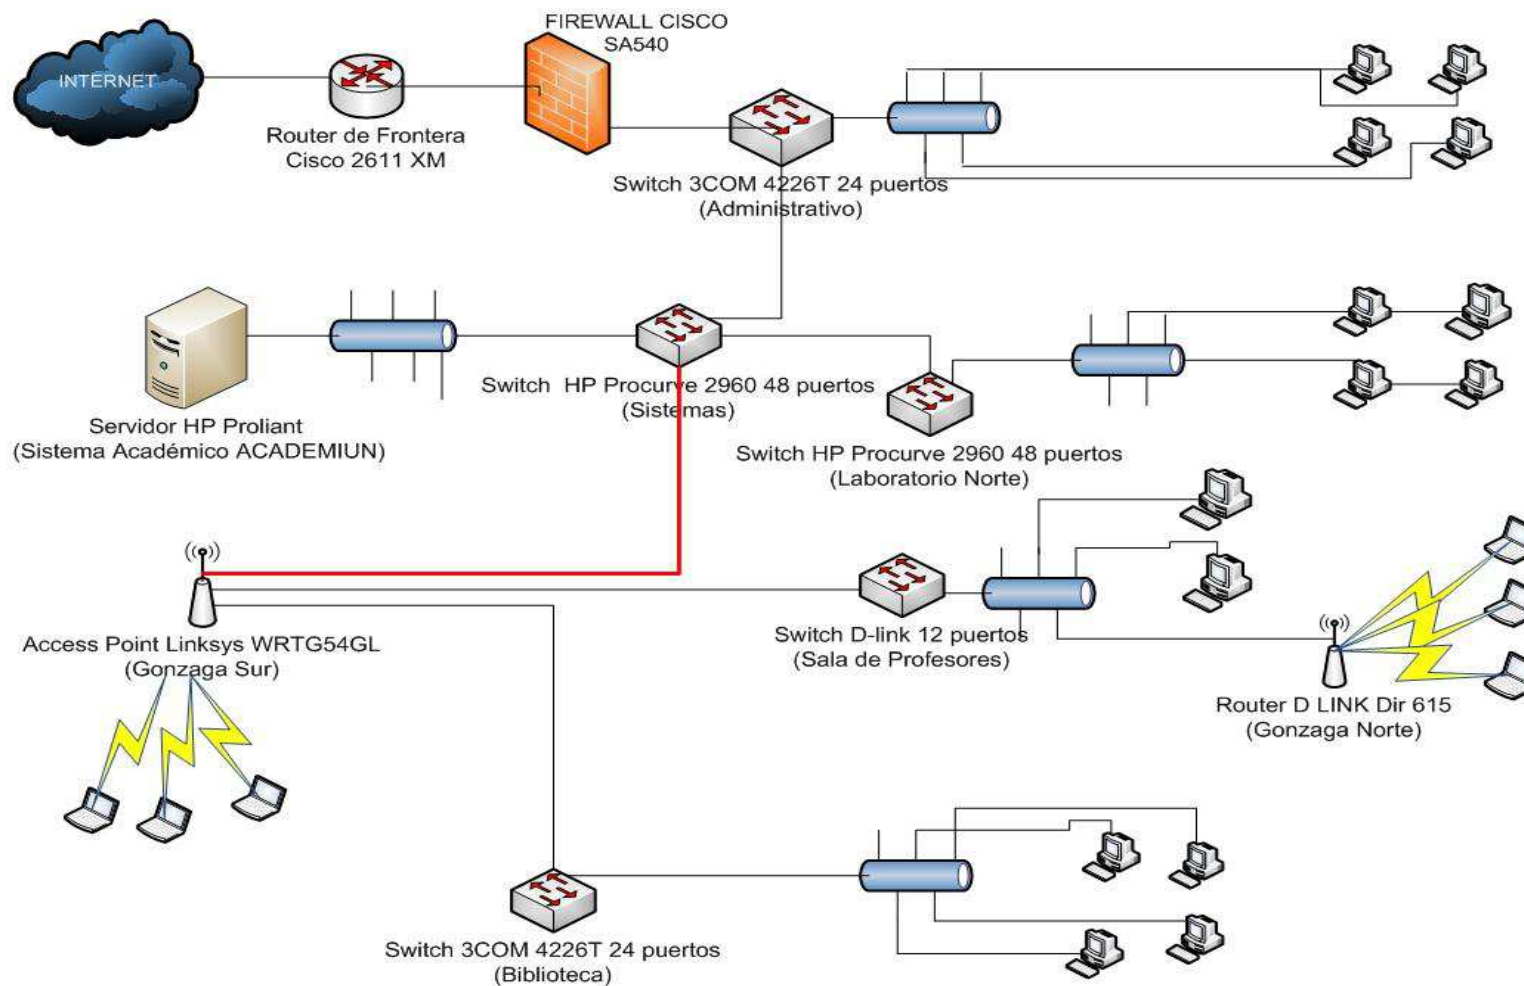 FIREWALL CISCO
SA540
INTERNET
Router de Frontera
Cisco 2611 XM
Switch 3COM 4226T 24 puertos
(Administrativo)
Switch HP Procurve 2960 48 puertos
(Sistemas)
Servidor HP Proliant
(Sistema Académico ACADEMIUN)
Switch HP Procurve 2960 48 puertos
(Laboratorio Norte)
Access Point Linksys WRTG54GL
(Gonzaga Sur)
Switch D-link 12 puertos
(Sala de Profesores)
Router D LINK Dir 615
(Gonzaga Norte)
Switch 3COM 4226T 24 puertos
(Biblioteca)